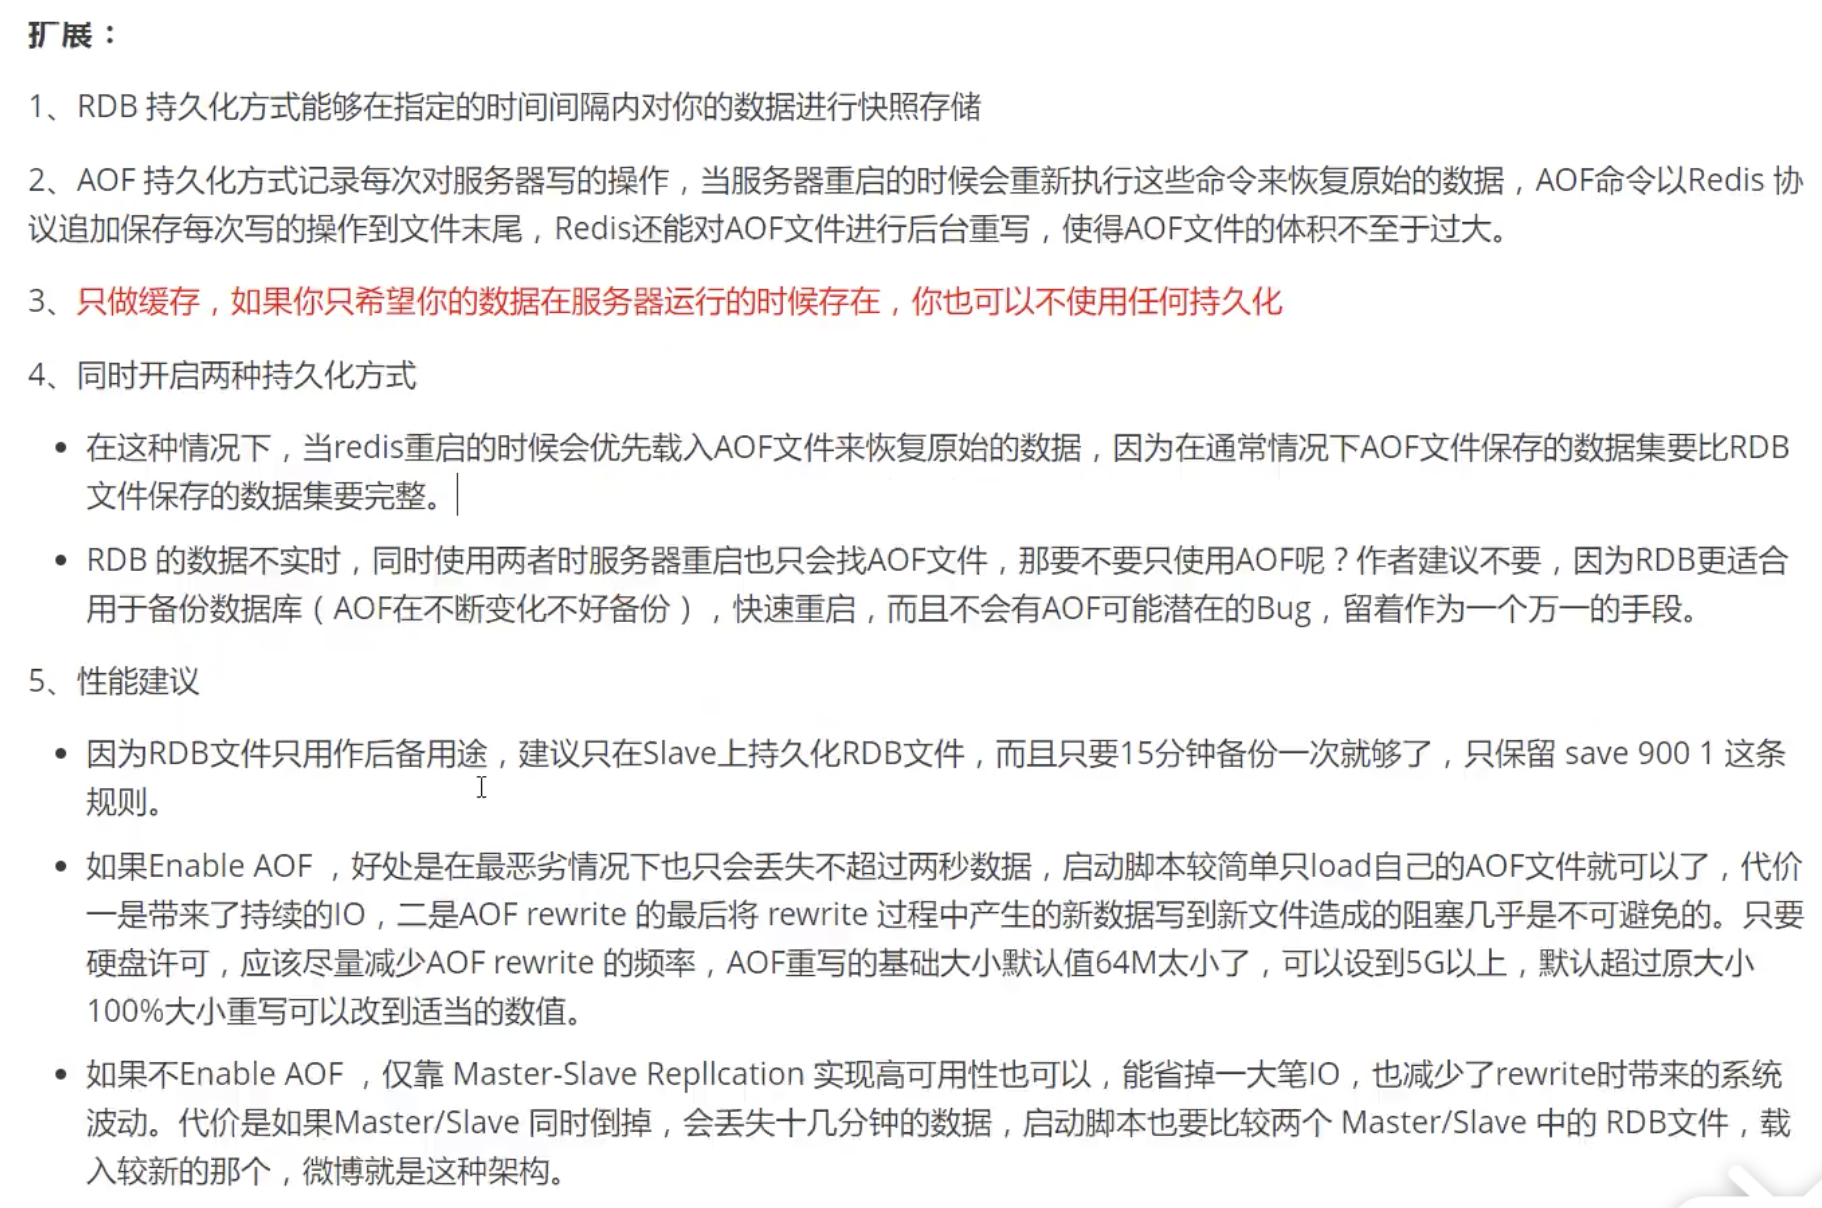 扩展：
1、RDB 持久化方式能够在指定的时间间隔内对你的数据进行快照存储
2、AOF 持久化方式记录每次对服务器写的操作，当服务器重启的时候会重新执行这些命令来恢复原始的数据，AOF命令以Redis 协
议追加保存每次写的操作到文件末尾，Redis还能对AOF文件进行后台重写，使得AOF文件的体积不至于过大。
3、只做缓存，如果你只希望你的数据在服务器运行的时候存在，你也可以不使用任何持久化
4、同时开启两种持久化方式
• 在这种情况下，当redis重启的时候会优先载入AOF文件来恢复原始的数据，因为在通常情况下AOF文件保存的数据集要比RDB
文件保存的数据集要完整。
• RDB 的数据不实时，同时使用两者时服务器重启也只会找AOF文件，那要不要只使用AOF呢？作者建议不要，因为RDB更适合
用于备份数据库（AOF在不断变化不好备份），快速重启，而且不会有AOF可能潜在的Bug，留着作为一个万一的手段。
5、性能建议
• 因为RDB文件只用作后备用途，建议只在Slave上持久化RDB文件，而且只要15分钟备份一次就够了，只保留 save 900 1 这条
规则。
• 如果Enable AOF ，好处是在最恶劣情况下也只会丢失不超过两秒数据，启动脚本较简单只load自己的AOF文件就可以了，代价
一是带来了持续的IO，二是AOF rewrite 的最后将 rewrite 过程中产生的新数据写到新文件造成的阻塞几乎是不可避免的。只要
硬盘许可，应该尽量减少AOF rewrite 的频率，AOF重写的基础大小默认值64M太小了，可以设到5G以上，默认超过原大小
100%大小重写可以改到适当的数值。
• 如果不Enable AOF ，仅靠 Master-Slave Repllcation 实现高可用性也可以，能省掉一大笔IO，也减少了rewrite时带来的系统
波动。代价是如果Master/Slave 同时倒掉，会丢失十几分钟的数据，启动脚本也要比较两个 Master/Slave 中的 RDB文件，载
入较新的那个，微博就是这种架构。